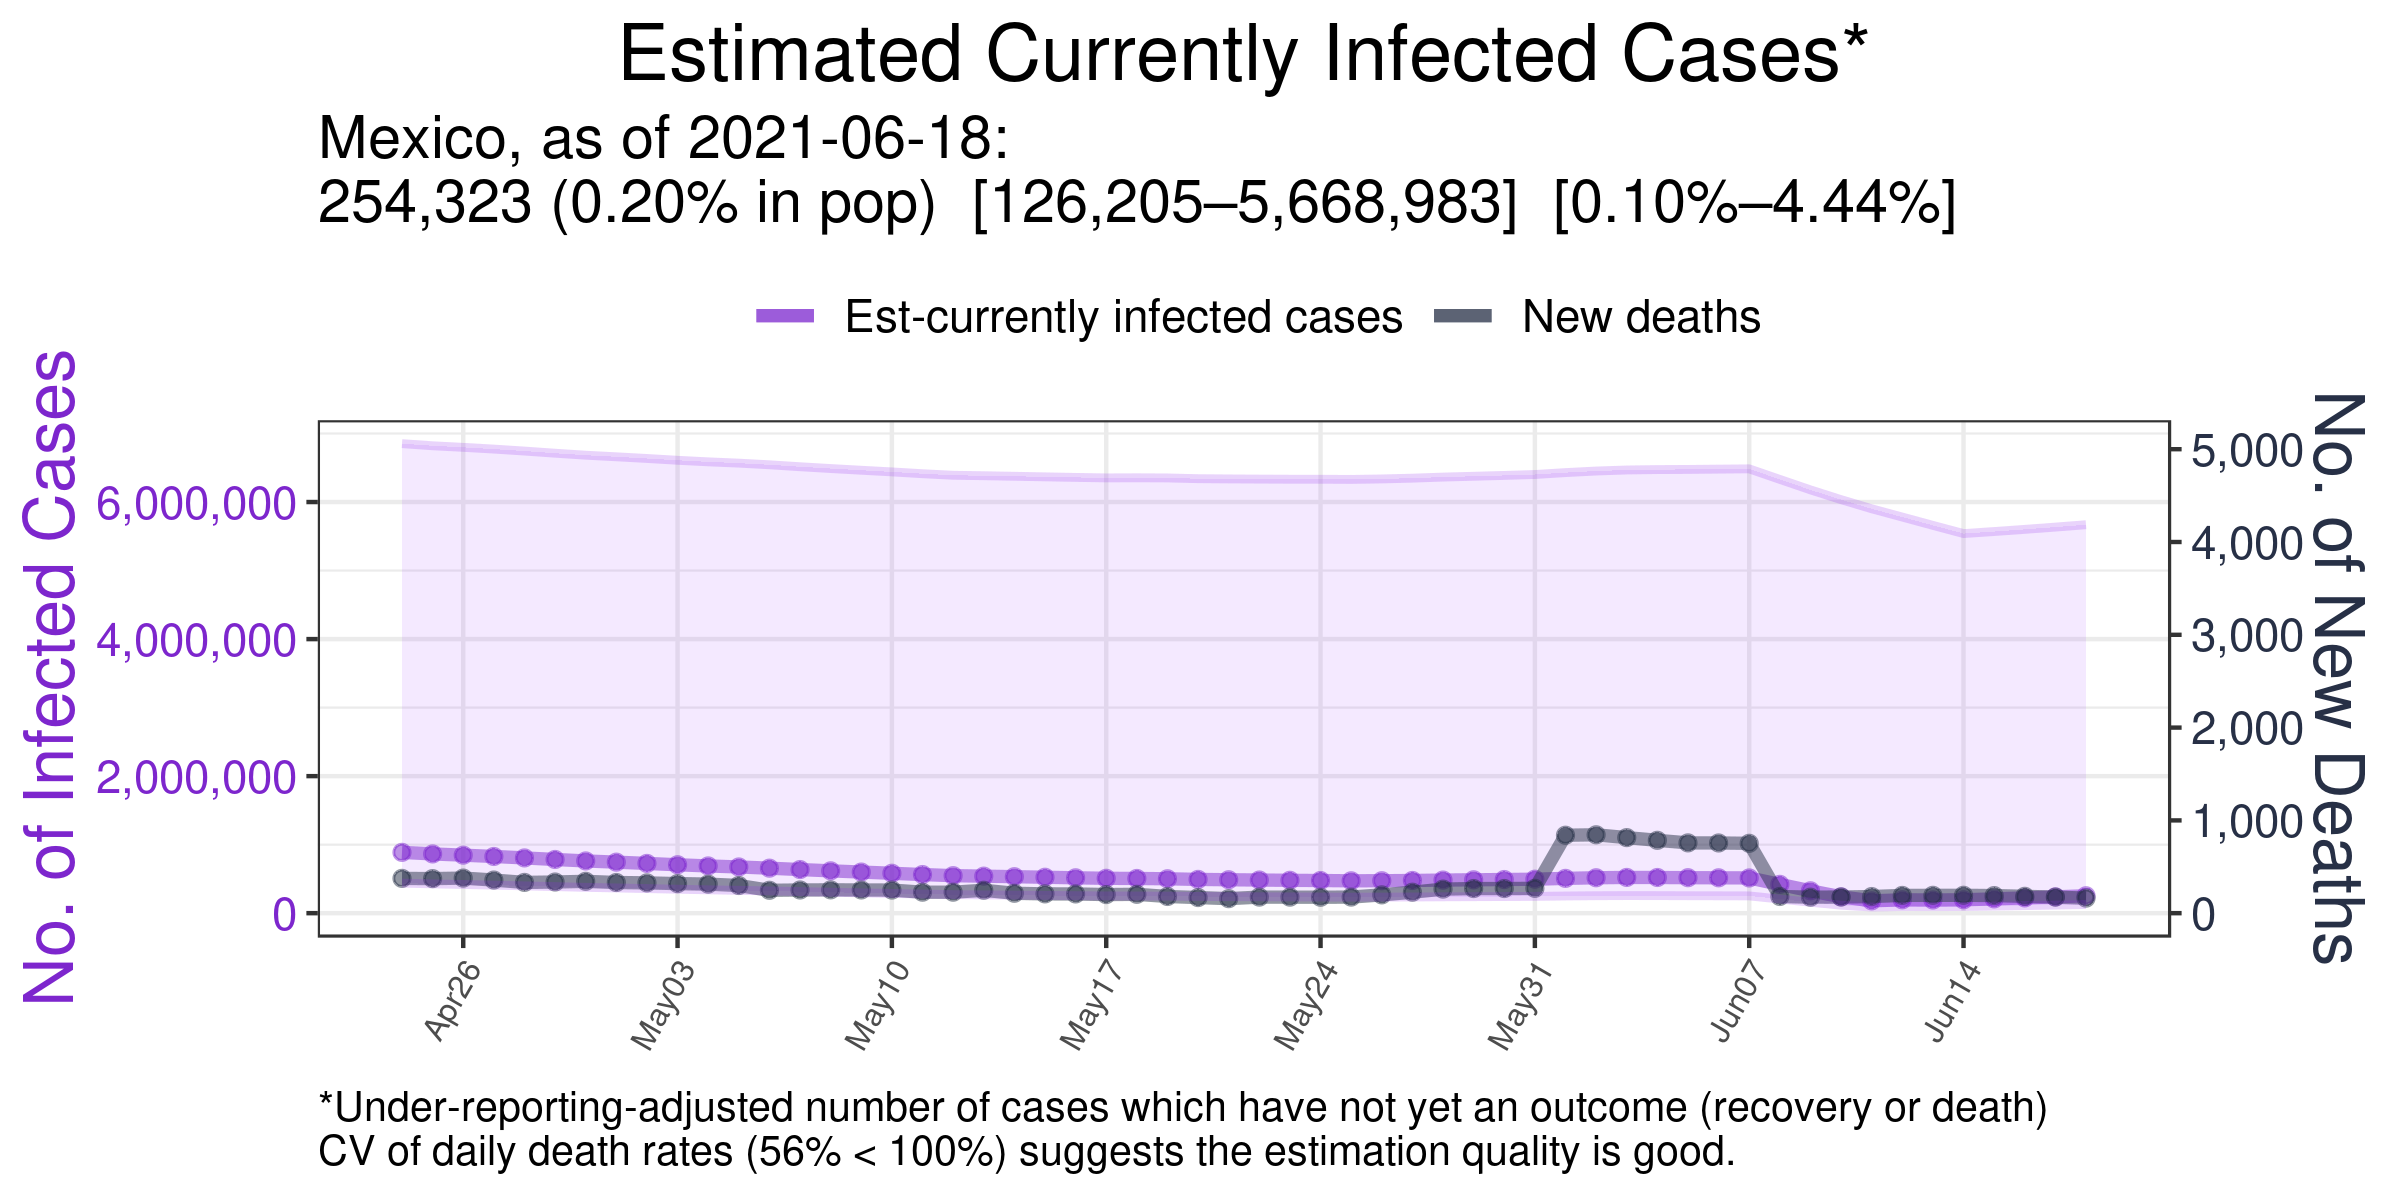 Estimated Currently Infected Cases*
Mexico, as of 2021-06-18:
254,323 (0.20% in pop)  [126,205–5,668,983]  [0.10%–4.44%]
Est-currently infected cases
New deaths
No. of Infected Cases
6,000,000
4,000,000
2,000,000
0
5,000
4,000
3,000
2,000
1,000
0
No. of New Deaths
Apr26
May03
May10
May17
May24
May31
Jun07
Jun14
*Under-reporting-adjusted number of cases which have not yet an outcome (recovery or death)
CV of daily death rates (56% < 100%) suggests the estimation quality is good.